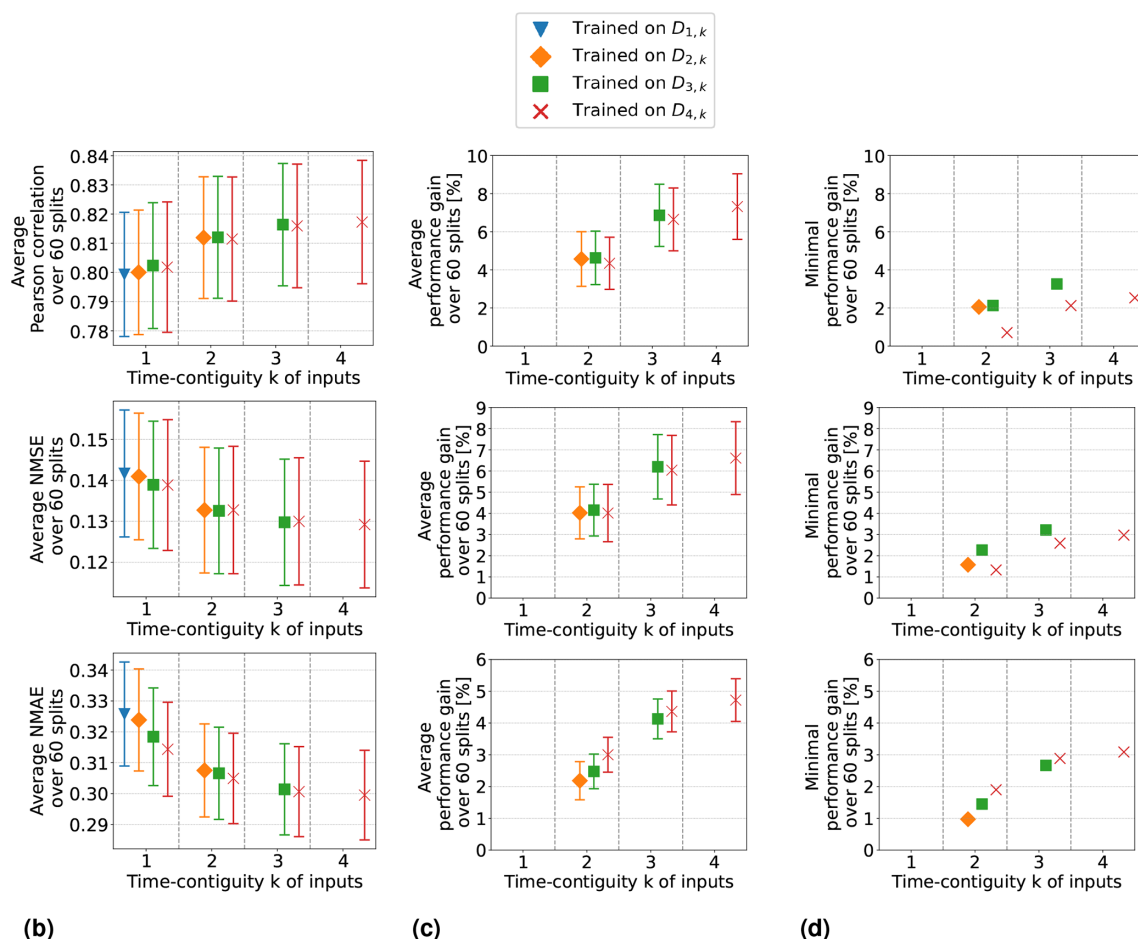 Trained on D1,k
Trained on D2,k
Trained on D3,k
Trained on D4,k
Average
Pearson correlation
over 60 splits
0.84
0.83
0.82
0.81
0.80
0.79
0.78
1 2 3 4
Time-contiguity k of inputs
Average
performance gain
over 60 splits [%]
10
8
6
4
2
0
1 2 3 4
Time-contiguity k of inputs
Minimal
performance gain
over 60 splits [%]
10
8
6
4
2
0
1 2 3 4
Time-contiguity k of inputs
Average NMSE
over 60 splits
0.15
0.14
0.13
0.12
1 2 3 4
Time-contiguity k of inputs
Average
performance gain
over 60 splits [%]
9
8
7
6
5
4
3
2
1
0
1 2 3 4
Time-contiguity k of inputs
Minimal
performance gain
over 60 splits [%]
9
8
7
6
5
4
3
2
1
0
1 2 3 4
Time-contiguity k of inputs
Average NMAE
over 60 splits
0.34
0.33
0.32
0.31
0.30
0.29
1 2 3 4
Time-contiguity k of inputs
Average
performance gain
over 60 splits [%]
6
5
4
3
2
1
0
1 2 3 4
Time-contiguity k of inputs
Minimal
performance gain
over 60 splits [%]
6
5
4
3
2
1
0
1 2 3 4
Time-contiguity k of inputs
(b) (c) (d)